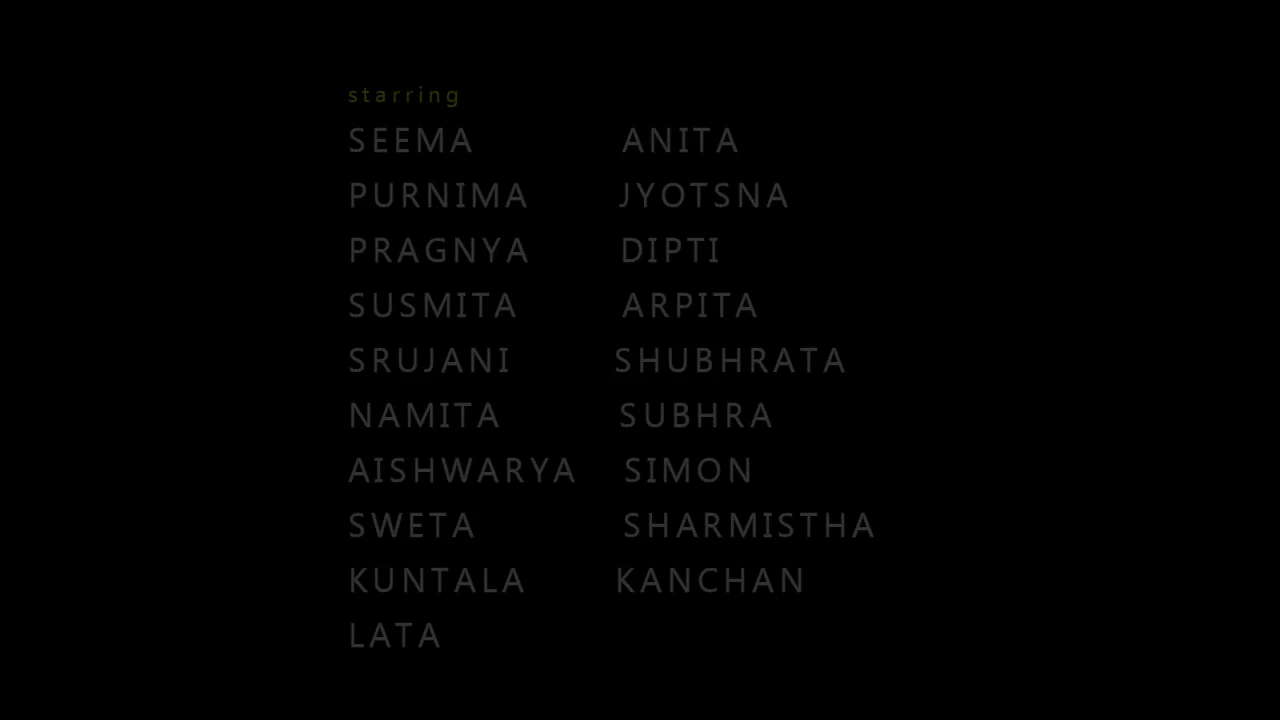 starring
SEEMA ANITA
PURNIMA JYOTSNA
PRAGNYA DIPTI
SUSMITA ARPITA
SRUJANI SHUBHRATA
NAMITA SUBHRA
AISHWARYA SIMON
SWETA SHARMISTHA
KUNTALA KANCHAN
LATA